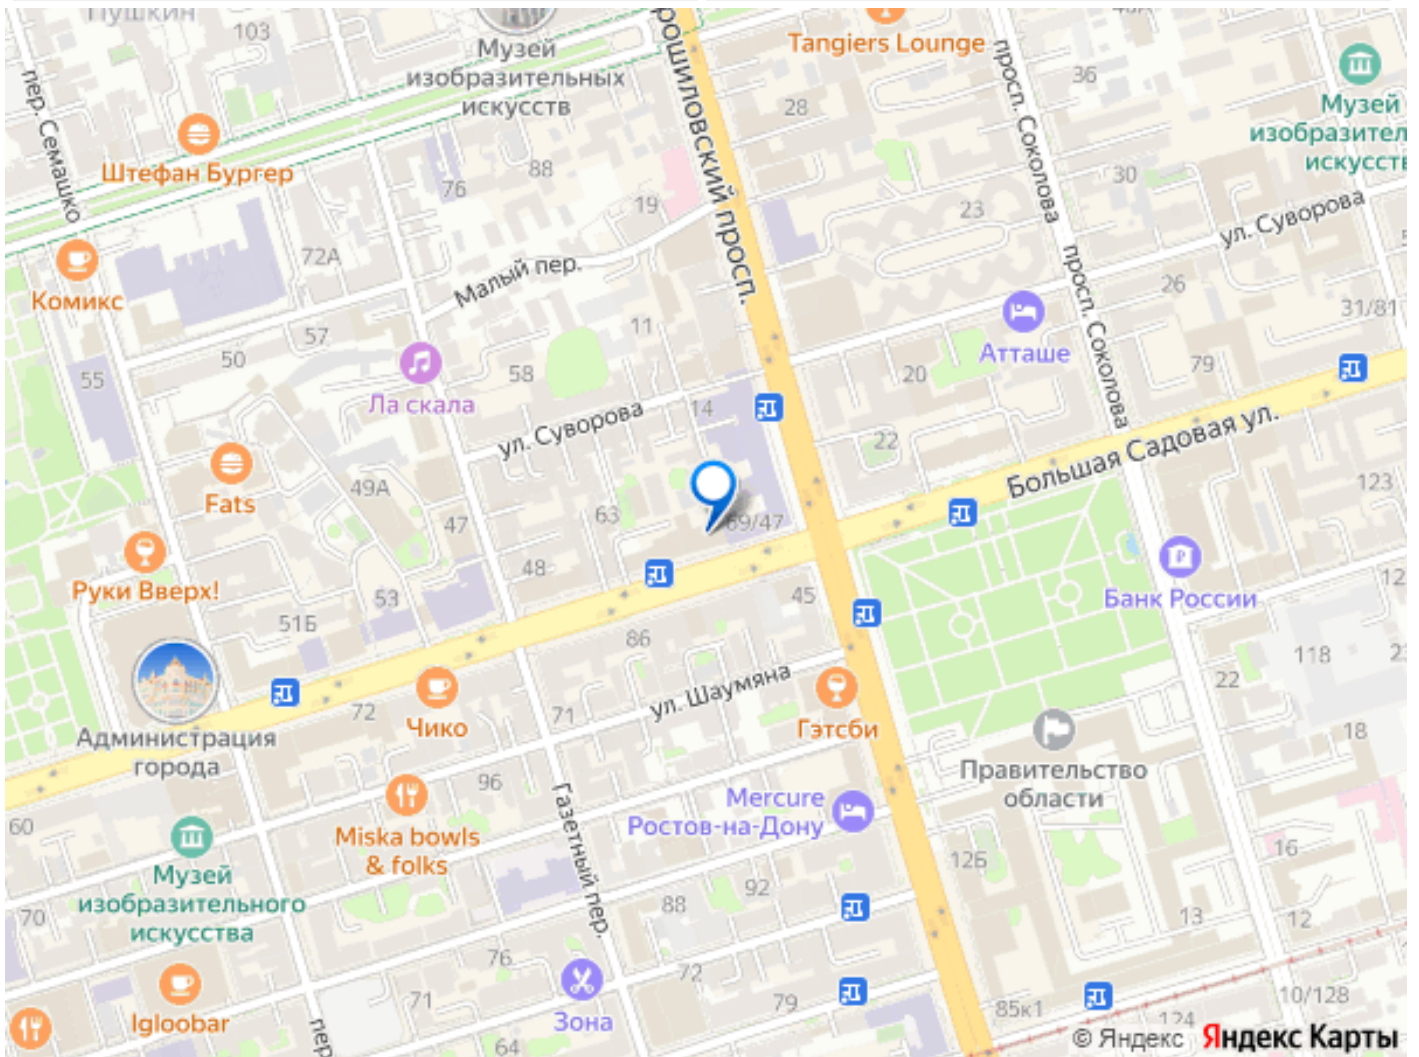 Пушкин
103
Музей
изобразительных
искусств
рошиловский просп.
Tangiers Lounge
просп. Соколова
36
Музей
изобразител
искусств
28
пер. Семашко
Штефан Бургер
76
88
19
30
23
ул. Суворова
Комикс
72А
Малый пер.
просп. Соколова
26
31/81
57
50
11
Атташе
55
58
20
79
Ла скала
14
ул. Суворова
22
Большая Садовая ул.
Fats
49А
47
63
69/47
123
Руки Вверх!
48
53
45
Банк России
12
51Б
86
118
23
22
ул. Шаумяна
72
Чико
71
Гэтсби
18
Администрация
города
Правительство
области
96
Газетный пер.
Mercure
Ростов-на-Дону
60
Miska bowls
& folks
Музей
изобразительного
искусства
12Б
16
92
88
70
13
12
76
72
71
79
85к1
10/128
Igloobar
Зона
пер
64
124
© Яндекс Яндекс Карты